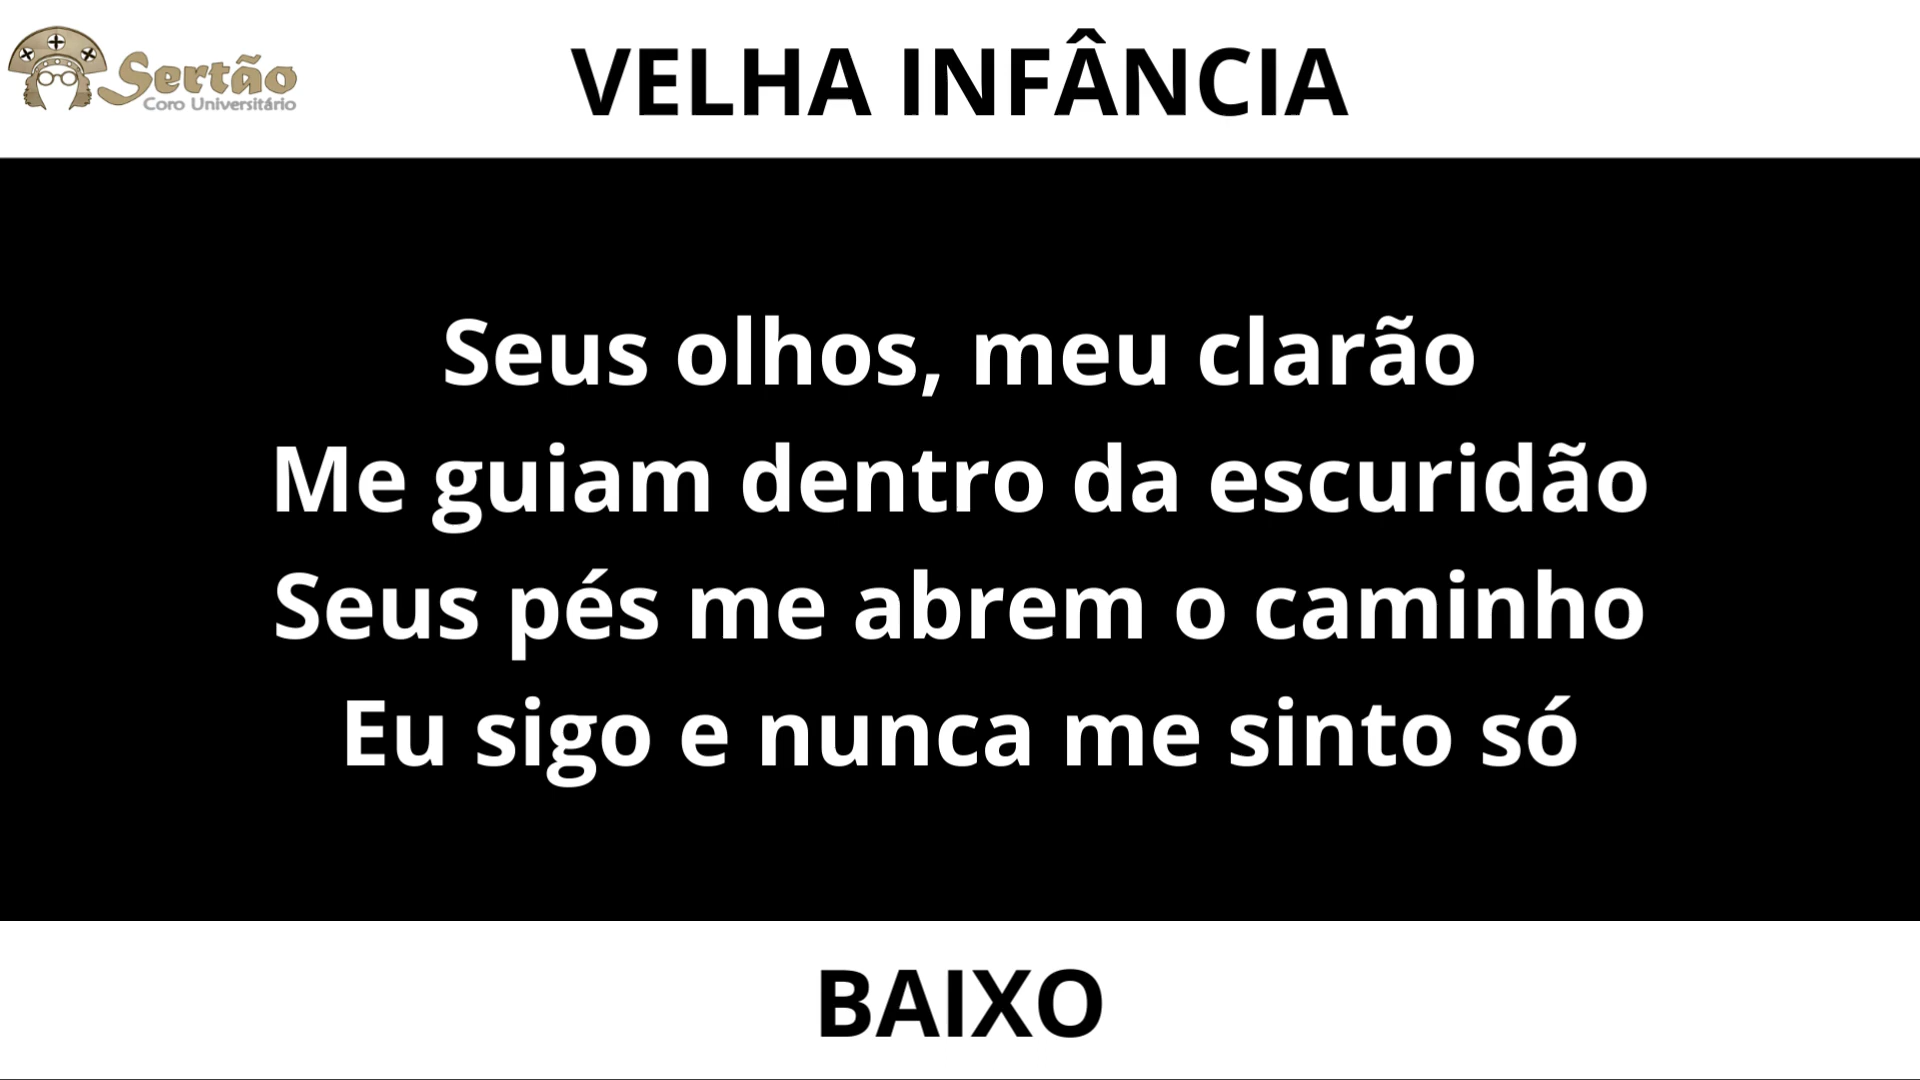 Sertão
Coro Universitário
VELHA INFÂNCIA
Seus olhos, meu clarão
Me guiam dentro da escuridão
Seus pés me abrem o caminho
Eu sigo e nunca me sinto só
BAIXO